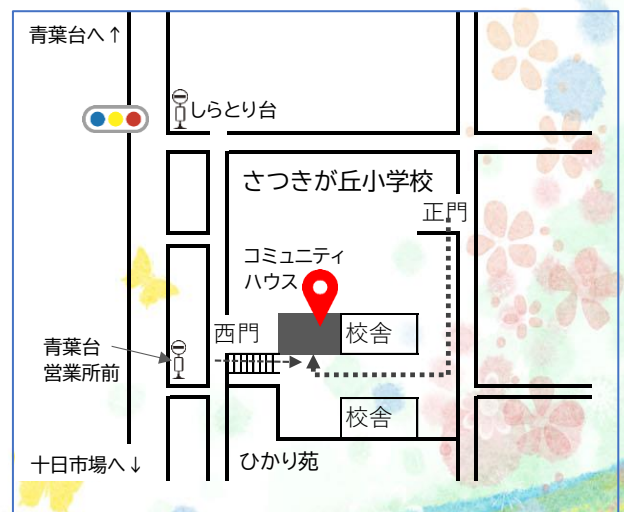 青葉台へ↑
しらとり台
さつきが丘小学校
正門
コミュニティ
ハウス
西門
校舎
青葉台
営業所前
校舎
十日市場へ↓
ひかり苑